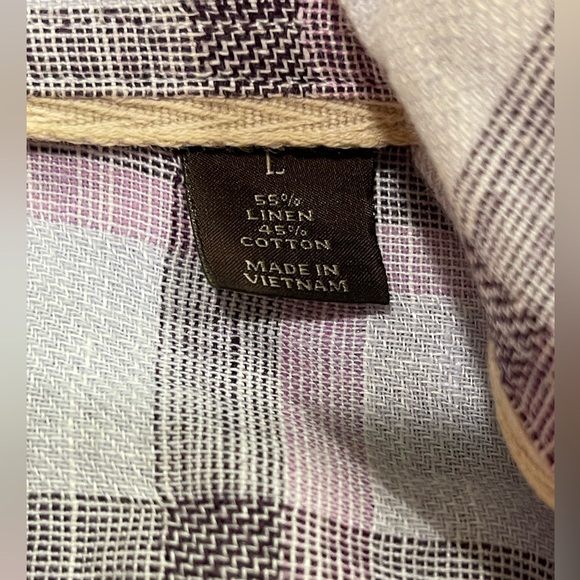 L
55%
LINEN
45%
COTTON
MADE IN
VIETNAM